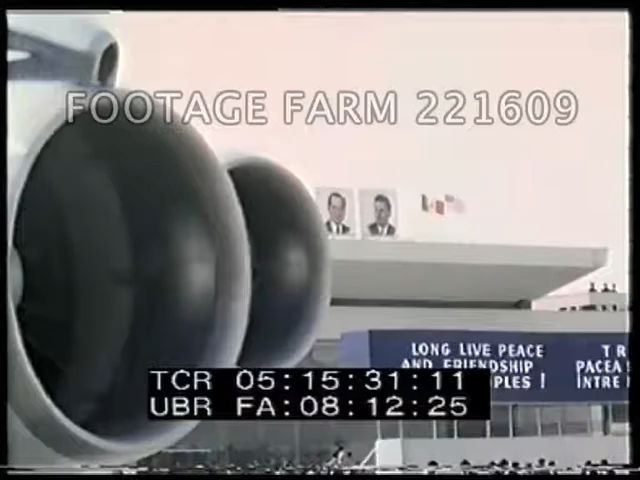 FOOTAGE FARM 221609
LONG LIVE PEACE
AND FRIENDSHIP
PLES !
T R
PACEA
INTRE
TCR 05:15:31:11
UBR FA:08:12:25